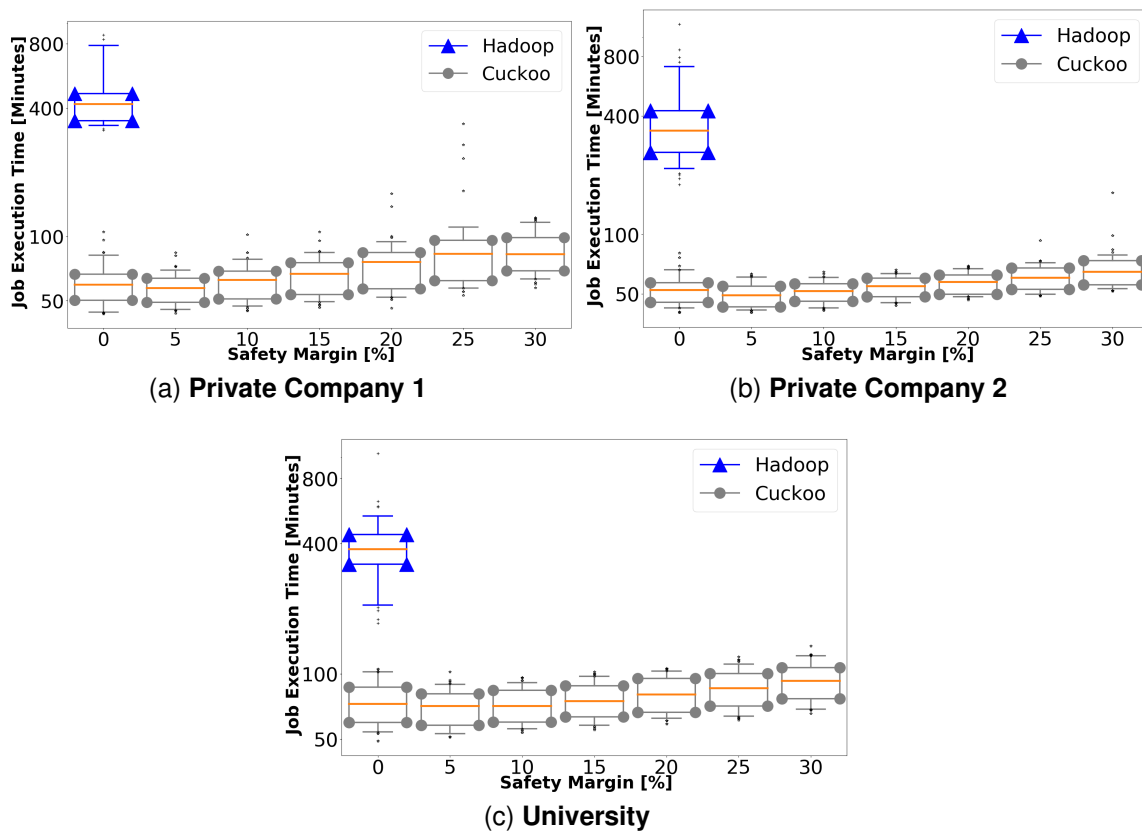 Job Execution Time [Minutes]
800
400
100
50
Hadoop
Cuckoo
0 5 10 15 20 25 30
Safety Margin [%]
(a) Private Company 1
Job Execution Time [Minutes]
800
400
100
50
Hadoop
Cuckoo
0 5 10 15 20 25 30
Safety Margin [%]
(b) Private Company 2
Job Execution Time [Minutes]
800
400
100
50
Hadoop
Cuckoo
0 5 10 15 20 25 30
Safety Margin [%]
(c) University